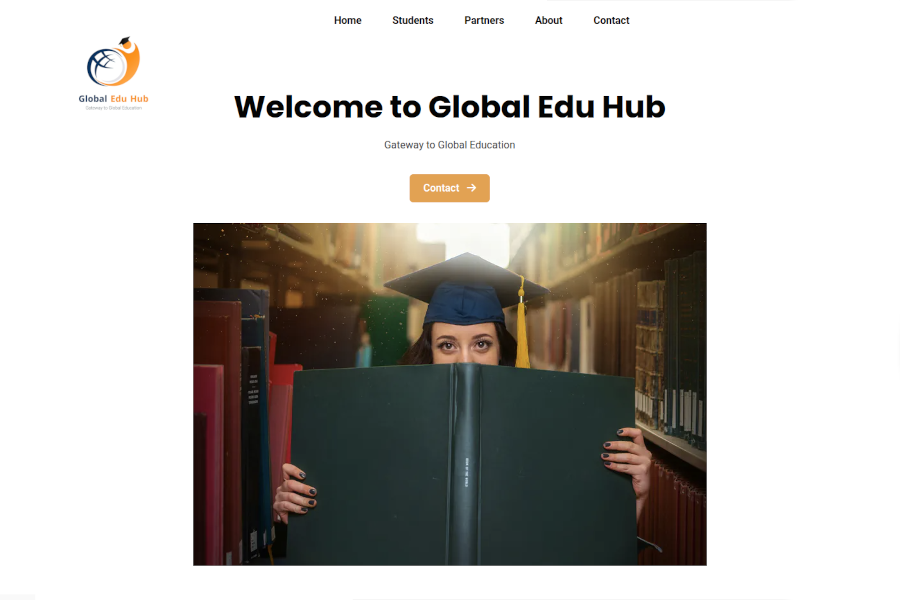 Home Students Partners About Contact
Global Edu Hub
Gateway to Global Education
Welcome to Global Edu Hub
Gateway to Global Education
Contact